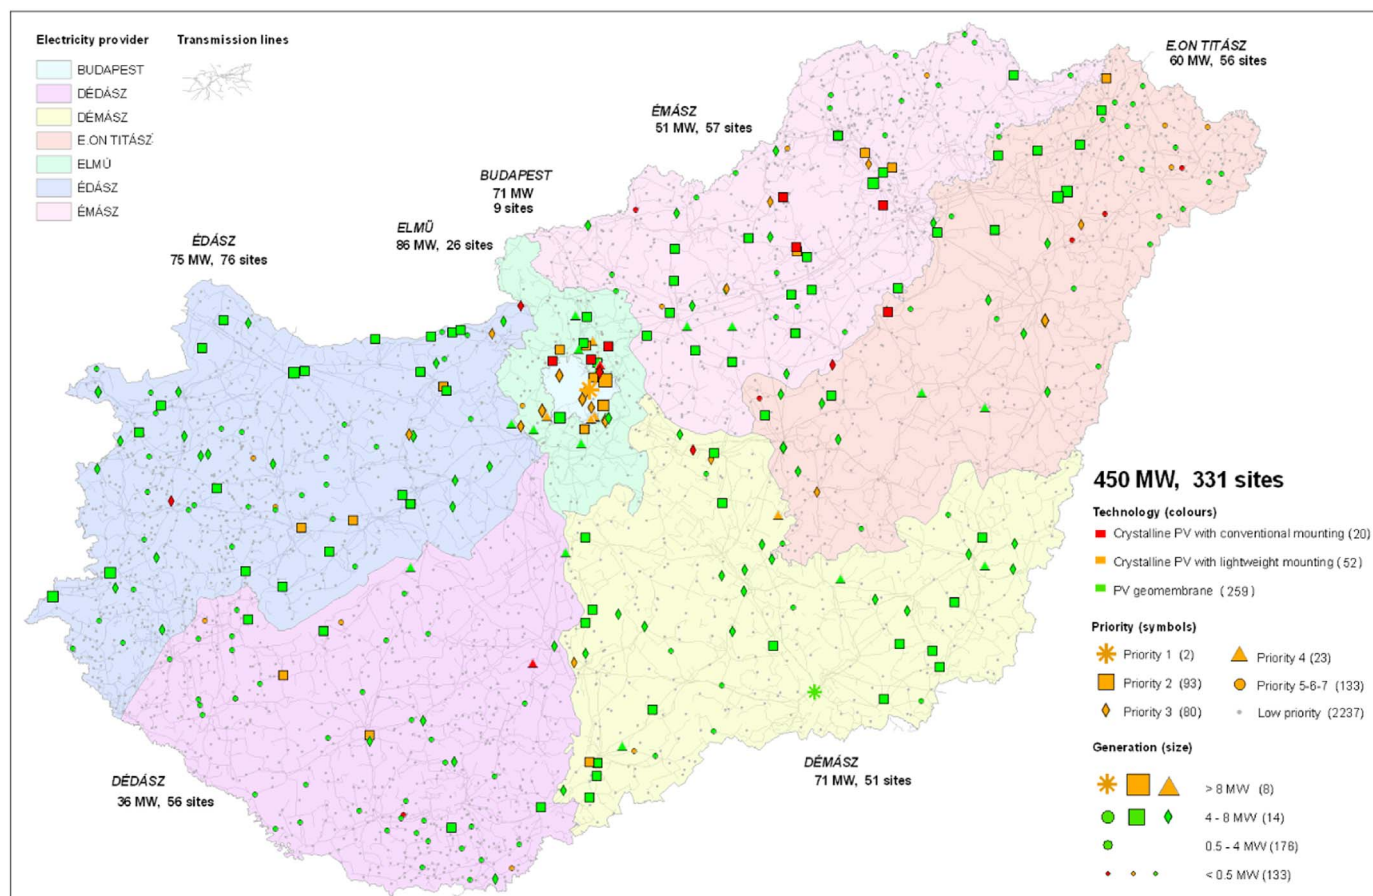 Electricity provider
Transmission lines
BUDAPEST
DÉDÁSZ
DÉMÁSZ
E.ON TITÁSZ
ELMŰ
ÉDÁSZ
ÉMÁSZ
E.ON TITÁSZ
60 MW, 56 sites
ÉMÁSZ
51 MW, 57 sites
BUDAPEST
71 MW
9 sites
ELMŰ
86 MW, 26 sites
ÉDÁSZ
75 MW, 76 sites
DÉDÁSZ
36 MW, 56 sites
DÉMÁSZ
71 MW, 51 sites
450 MW, 331 sites
Technology (colours)
Crystalline PV with conventional mounting (20)
Crystalline PV with lightweight mounting (52)
PV geomembrane (259)
Priority (symbols)
Priority 1 (2)
Priority 4 (23)
Priority 2 (93)
Priority 5-6-7 (133)
Priority 3 (80)
Low priority (2237)
Generation (size)
> 8 MW (8)
4 - 8 MW (14)
0.5 - 4 MW (176)
< 0.5 MW (133)